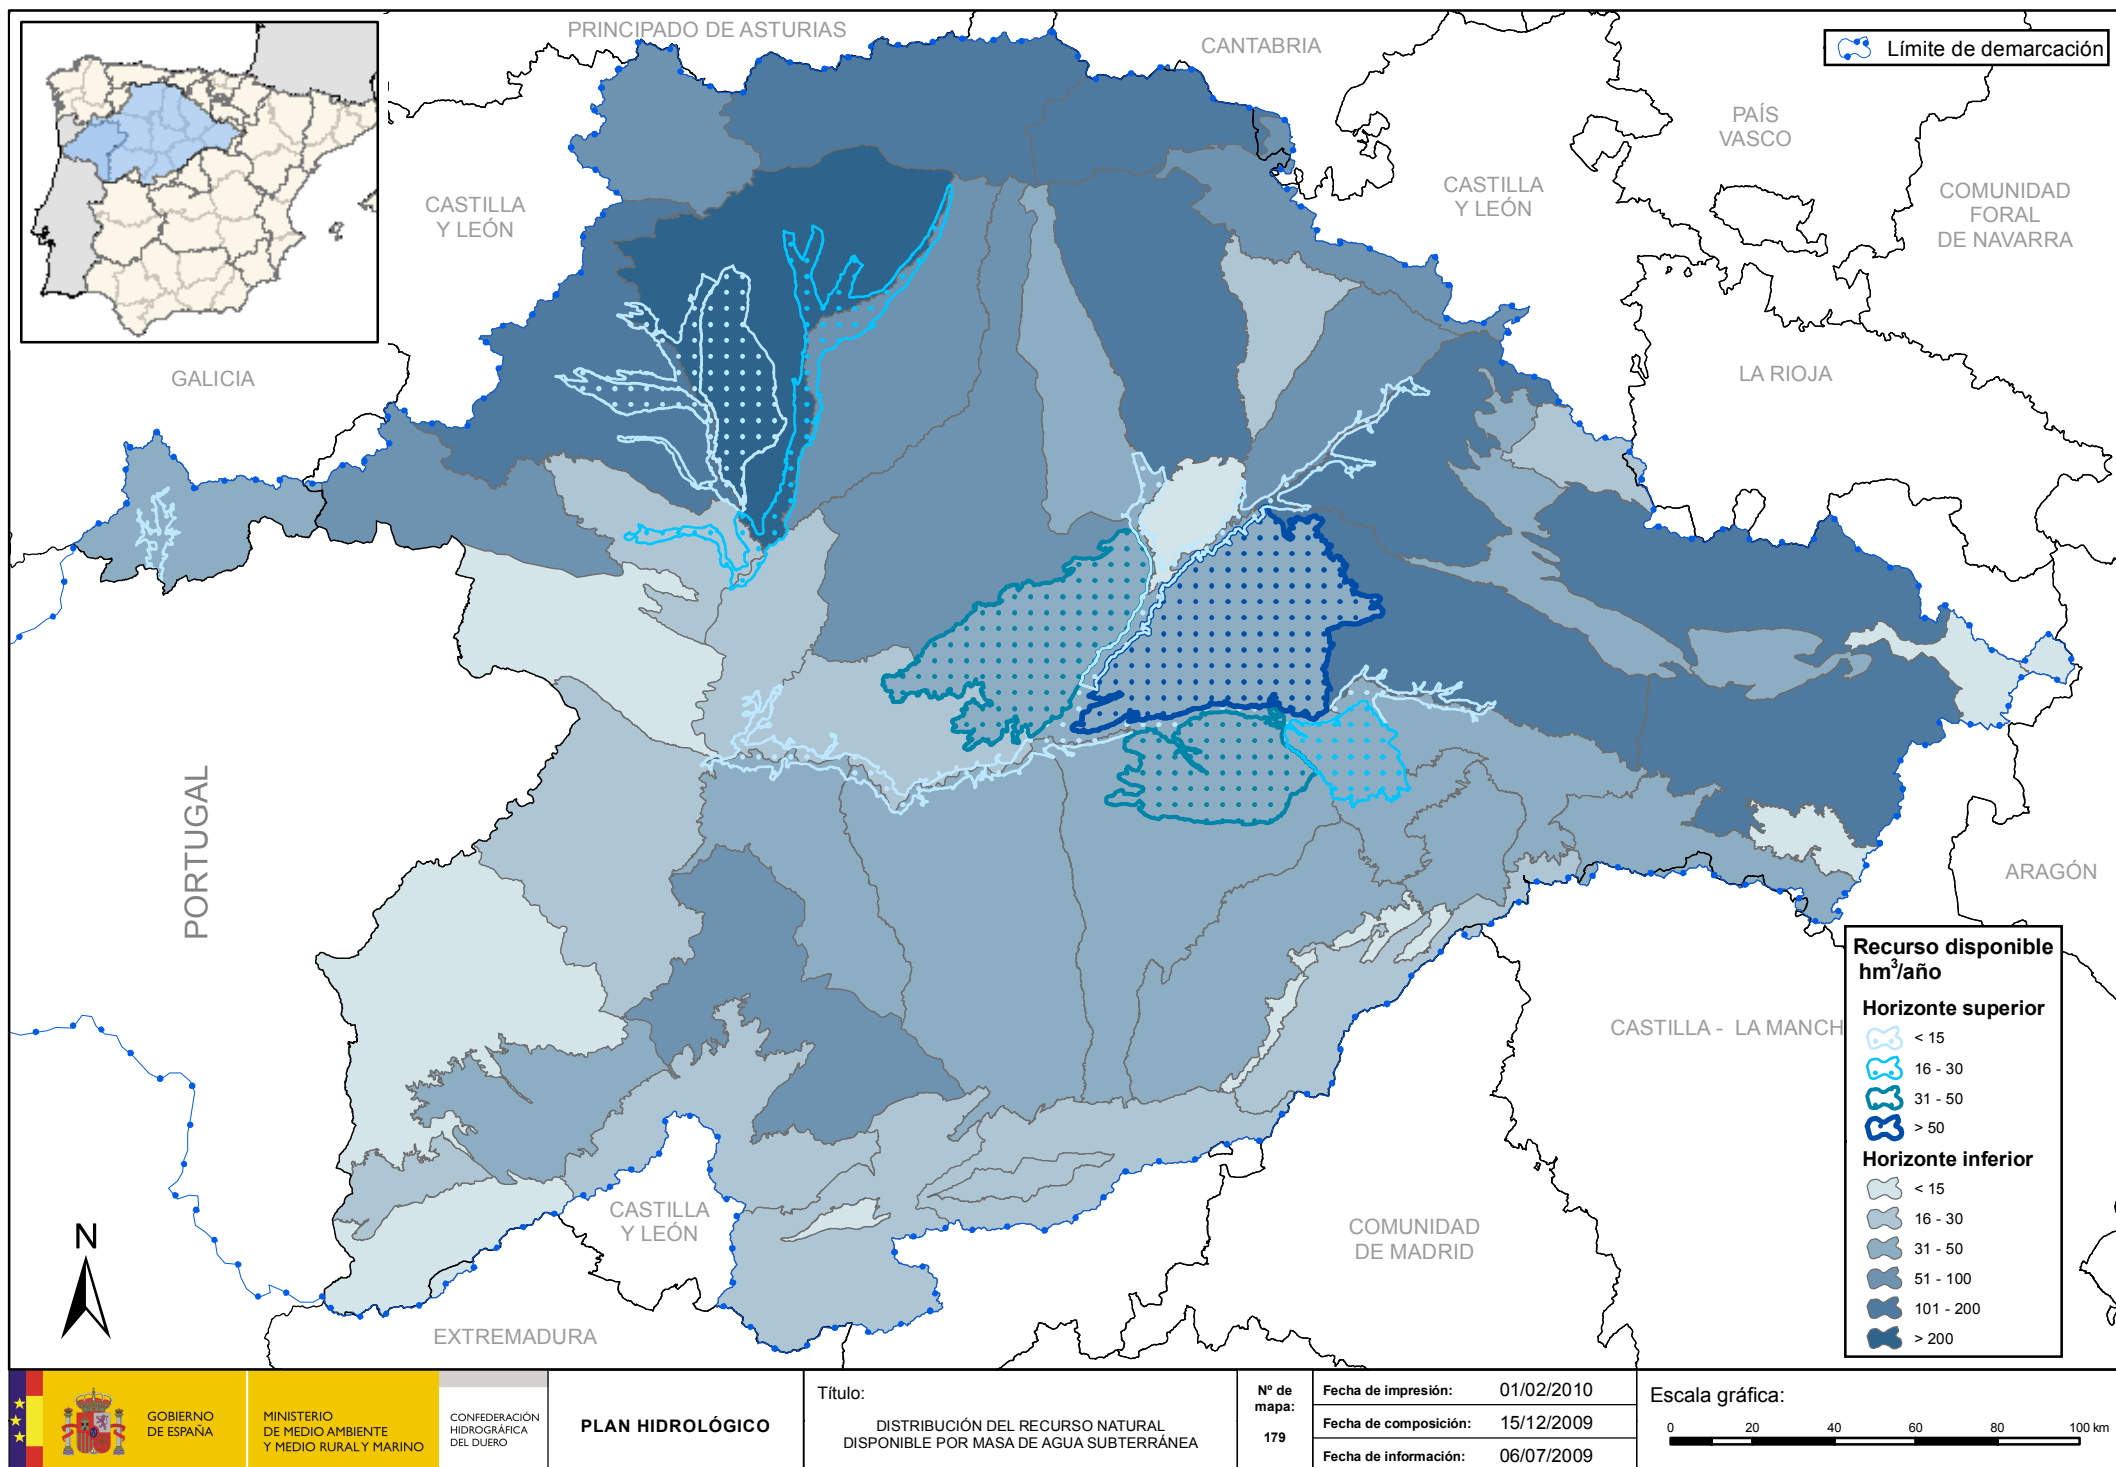 PRINCIPADO DE ASTURIAS
CANTABRIA
Límite de demarcación
PAÍS
VASCO
CASTILLA
Y LEÓN
CASTILLA
Y LEÓN
COMUNIDAD
FORAL
DE NAVARRA
GALICIA
LA RIOJA
PORTUGAL
ARAGÓN
CASTILLA - LA MANCH
CASTILLA
Y LEÓN
COMUNIDAD
DE MADRID
EXTREMADURA
N
Recurso disponible
hm³/año
Horizonte superior
< 15
16 - 30
31 - 50
> 50
Horizonte inferior
< 15
16 - 30
31 - 50
51 - 100
101 - 200
> 200
GOBIERNO
DE ESPAÑA
MINISTERIO
DE MEDIO AMBIENTE
Y MEDIO RURAL Y MARINO
CONFEDERACIÓN
HIDROGRÁFICA
DEL DUERO
PLAN HIDROLÓGICO
Título:
DISTRIBUCIÓN DEL RECURSO NATURAL
DISPONIBLE POR MASA DE AGUA SUBTERRÁNEA
Nº de
mapa:
179
Fecha de impresión: 01/02/2010
Fecha de composición: 15/12/2009
Fecha de información: 06/07/2009
Escala gráfica:
0 20 40 60 80 100 km